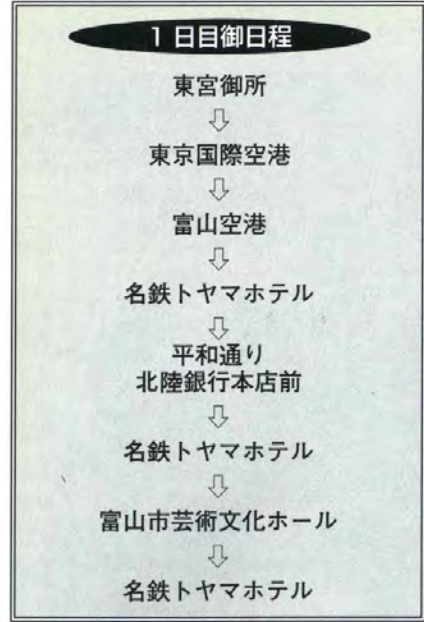 1日目御日程
東宮御所
⇩
東京国際空港
⇩
富山空港
⇩
名鉄トヤマホテル
⇩
平和通り
北陸銀行本店前
⇩
名鉄トヤマホテル
⇩
富山市芸術文化ホール
⇩
名鉄トヤマホテル